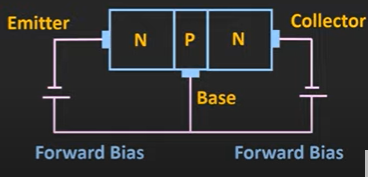 Emitter
Collector
N P N
Base
Forward Bias
Forward Bias